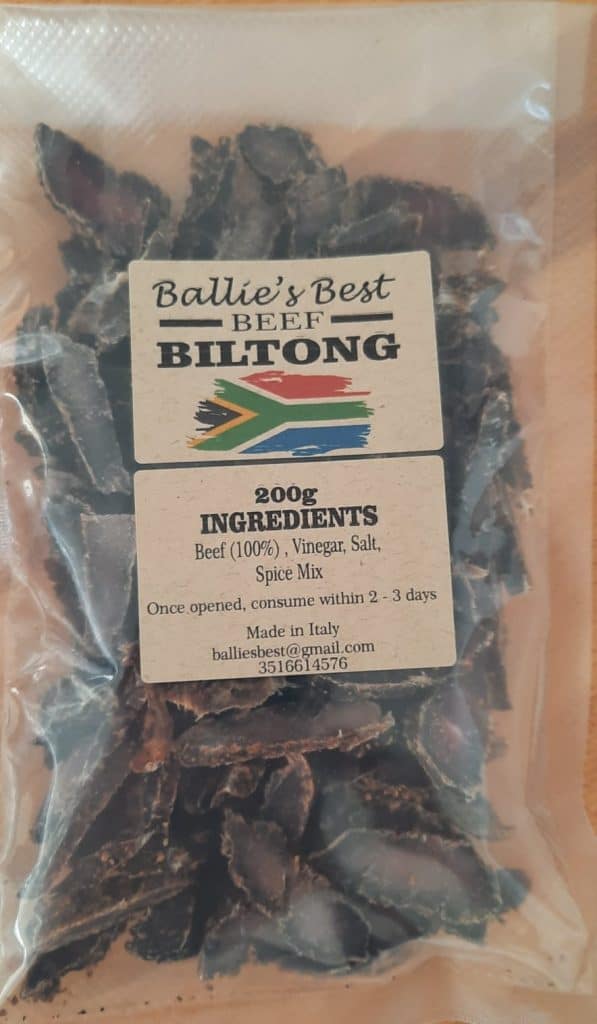 Ballie's Best
BEEF
BILTONG
200g
INGREDIENTS
Beef (100%) , Vinegar, Salt,
Spice Mix
Once opened, consume within 2 - 3 days
Made in Italy
balliesbest@gmail.com
3516614576